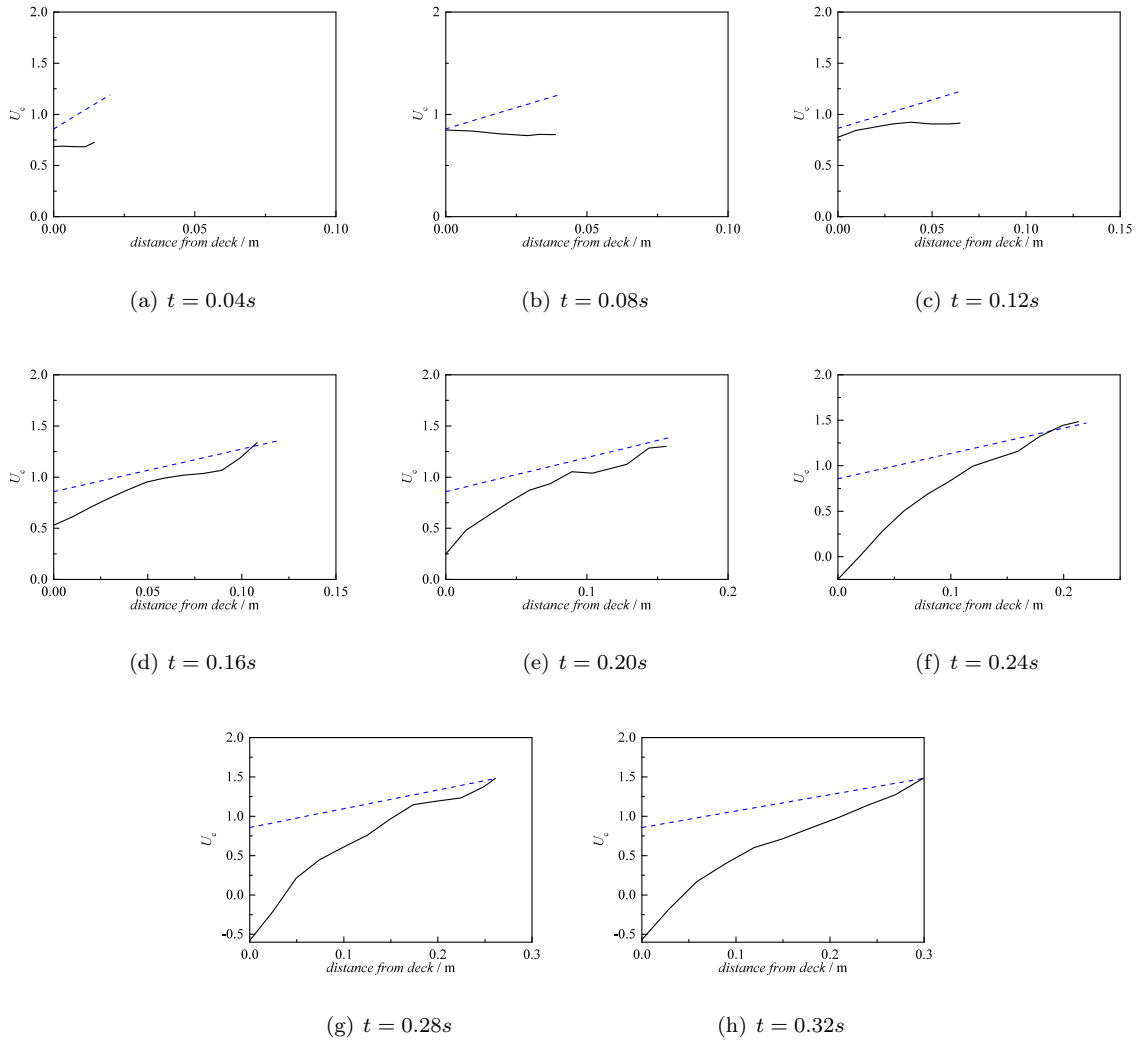 2.0
1.5
1.0
0.5
0.0
U_c
0.00 0.05 0.10
distance from deck / m
(a) t = 0.04s
2
1
0
U_c
0.00 0.05 0.10
distance from deck / m
(b) t = 0.08s
2.0
1.5
1.0
0.5
0.0
U_c
0.00 0.05 0.10 0.15
distance from deck / m
(c) t = 0.12s
2.0
1.5
1.0
0.5
0.0
U_c
0.00 0.05 0.10 0.15
distance from deck / m
(d) t = 0.16s
2.0
1.5
1.0
0.5
0.0
U_c
0.0 0.1 0.2
distance from deck / m
(e) t = 0.20s
2.0
1.5
1.0
0.5
0.0
U_c
0.0 0.1 0.2
distance from deck / m
(f) t = 0.24s
2.0
1.5
1.0
0.5
0.0
-0.5
U_c
0.0 0.1 0.2 0.3
distance from deck / m
(g) t = 0.28s
2.0
1.5
1.0
0.5
0.0
-0.5
U_c
0.0 0.1 0.2 0.3
distance from deck / m
(h) t = 0.32s